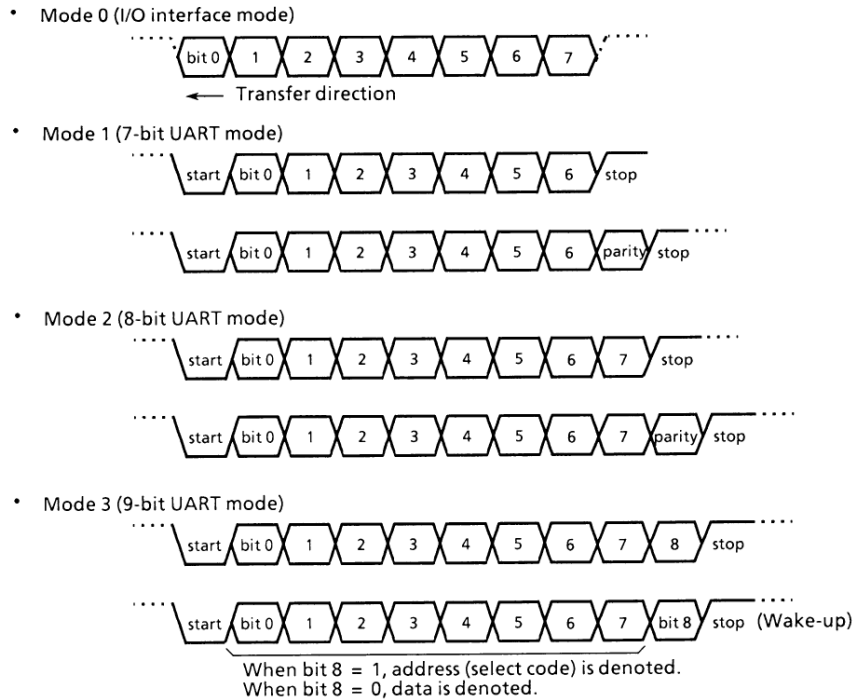 • Mode 0 (I/O interface mode)
bit 0 1 2 3 4 5 6 7
← Transfer direction
• Mode 1 (7-bit UART mode)
start bit 0 1 2 3 4 5 6 stop
start bit 0 1 2 3 4 5 6 parity stop
• Mode 2 (8-bit UART mode)
start bit 0 1 2 3 4 5 6 7 stop
start bit 0 1 2 3 4 5 6 7 parity stop
• Mode 3 (9-bit UART mode)
start bit 0 1 2 3 4 5 6 7 8 stop
start bit 0 1 2 3 4 5 6 7 bit 8 stop (Wake-up)
When bit 8 = 1, address (select code) is denoted.
When bit 8 = 0, data is denoted.